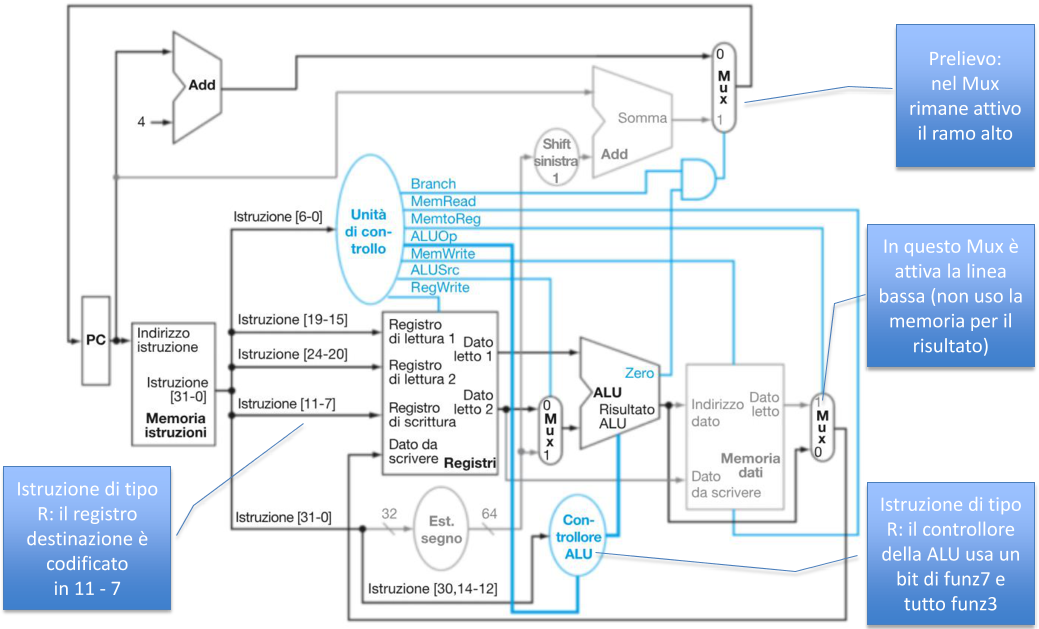 Add
4
0
Mux
1
Prelievo:
nel Mux
rimane attivo
il ramo alto
Somma
Add
Shift
sinistra
1
Unità
di con-
trollo
Branch
MemRead
MemtoReg
ALUOp
MemWrite
ALUSrc
RegWrite
Istruzione [6-0]
In questo Mux è
attiva la linea
bassa (non uso la
memoria per il
risultato)
PC
Indirizzo
istruzione
Istruzione
[31-0]
Memoria
istruzioni
Istruzione [19-15]
Istruzione [24-20]
Istruzione [11-7]
Registro
di lettura 1
Dato
letto 1
Registro
di lettura 2
Dato
letto 2
Registro
di scrittura
Dato da
scrivere
Registri
0
Mux
1
Zero
ALU
Risultato
ALU
Indirizzo
dato
Dato
letto
Memoria
dati
Dato
da scrivere
1
Mux
0
Istruzione di tipo
R: il registro
destinazione è
codificato
in 11 - 7
Istruzione [31-0]
32
Est.
segno
64
Con-
trollore
ALU
Istruzione [30,14-12]
Istruzione di tipo
R: il controllore
della ALU usa un
bit di funz7 e
tutto funz3